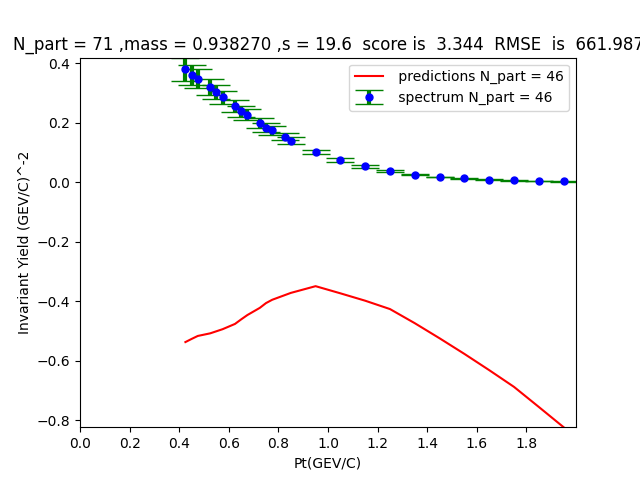 N_part = 71 ,mass = 0.938270 ,s = 19.6  score is  3.344  RMSE  is  661.987
0.4
0.2
0.0
−0.2
−0.4
−0.6
−0.8
Invariant Yield (GEV/C)^-2
predictions N_part = 46
spectrum N_part = 46
0.0 0.2 0.4 0.6 0.8 1.0 1.2 1.4 1.6 1.8
Pt(GEV/C)